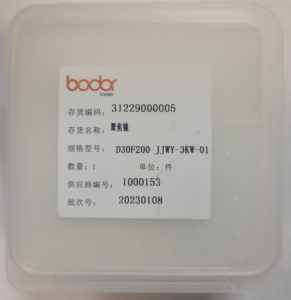 bodor
laser
存货编码: 31229000005
存货名称: 聚焦镜
规格型号: D30F200-JJWY-3KW-01
数量: 1 单位: 件
供应商编号: 1000153
批次号: 20230108